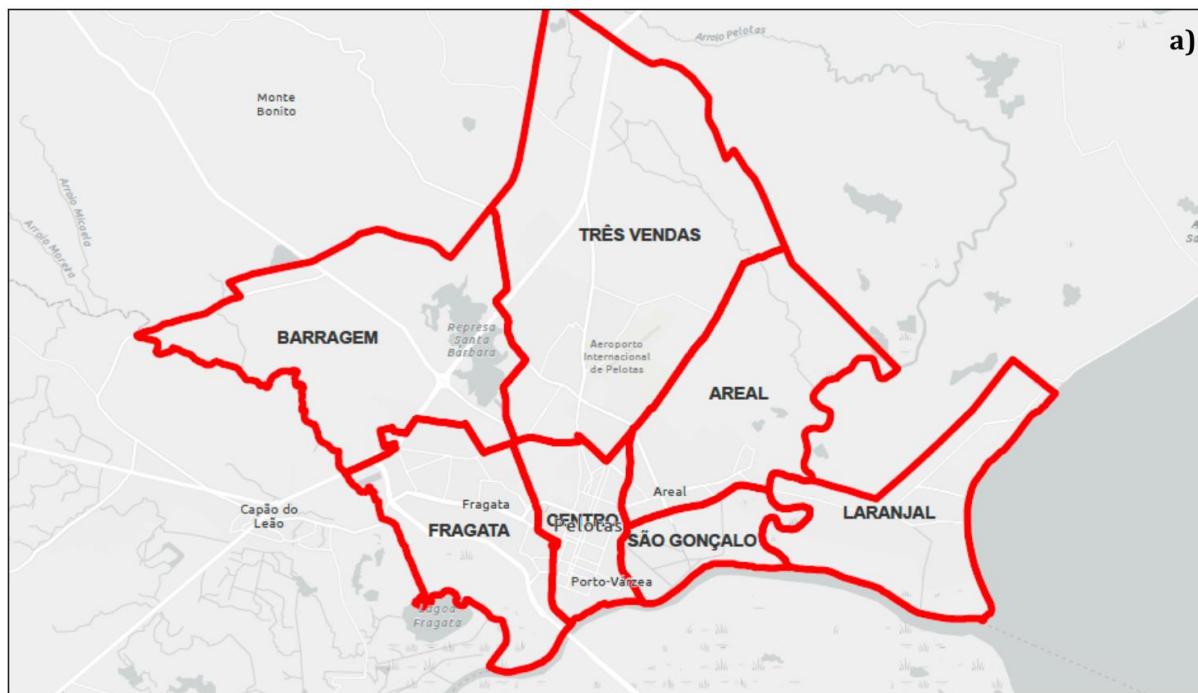 a)
Arroio Pelotas
Monte
Bonito
Arroio Micaela
Arroio Moreta
TRÊS VENDAS
BARRAGEM
Represa
Santa
Bárbara
Aeroporto
Internacional
de Pelotas
AREAL
Areal
Fragata
Capão do
Leão
FRAGATA
CENTRO
Pelotas
SÃO GONÇALO
LARANJAL
Porto-Várzea
Lagoa
Fragata